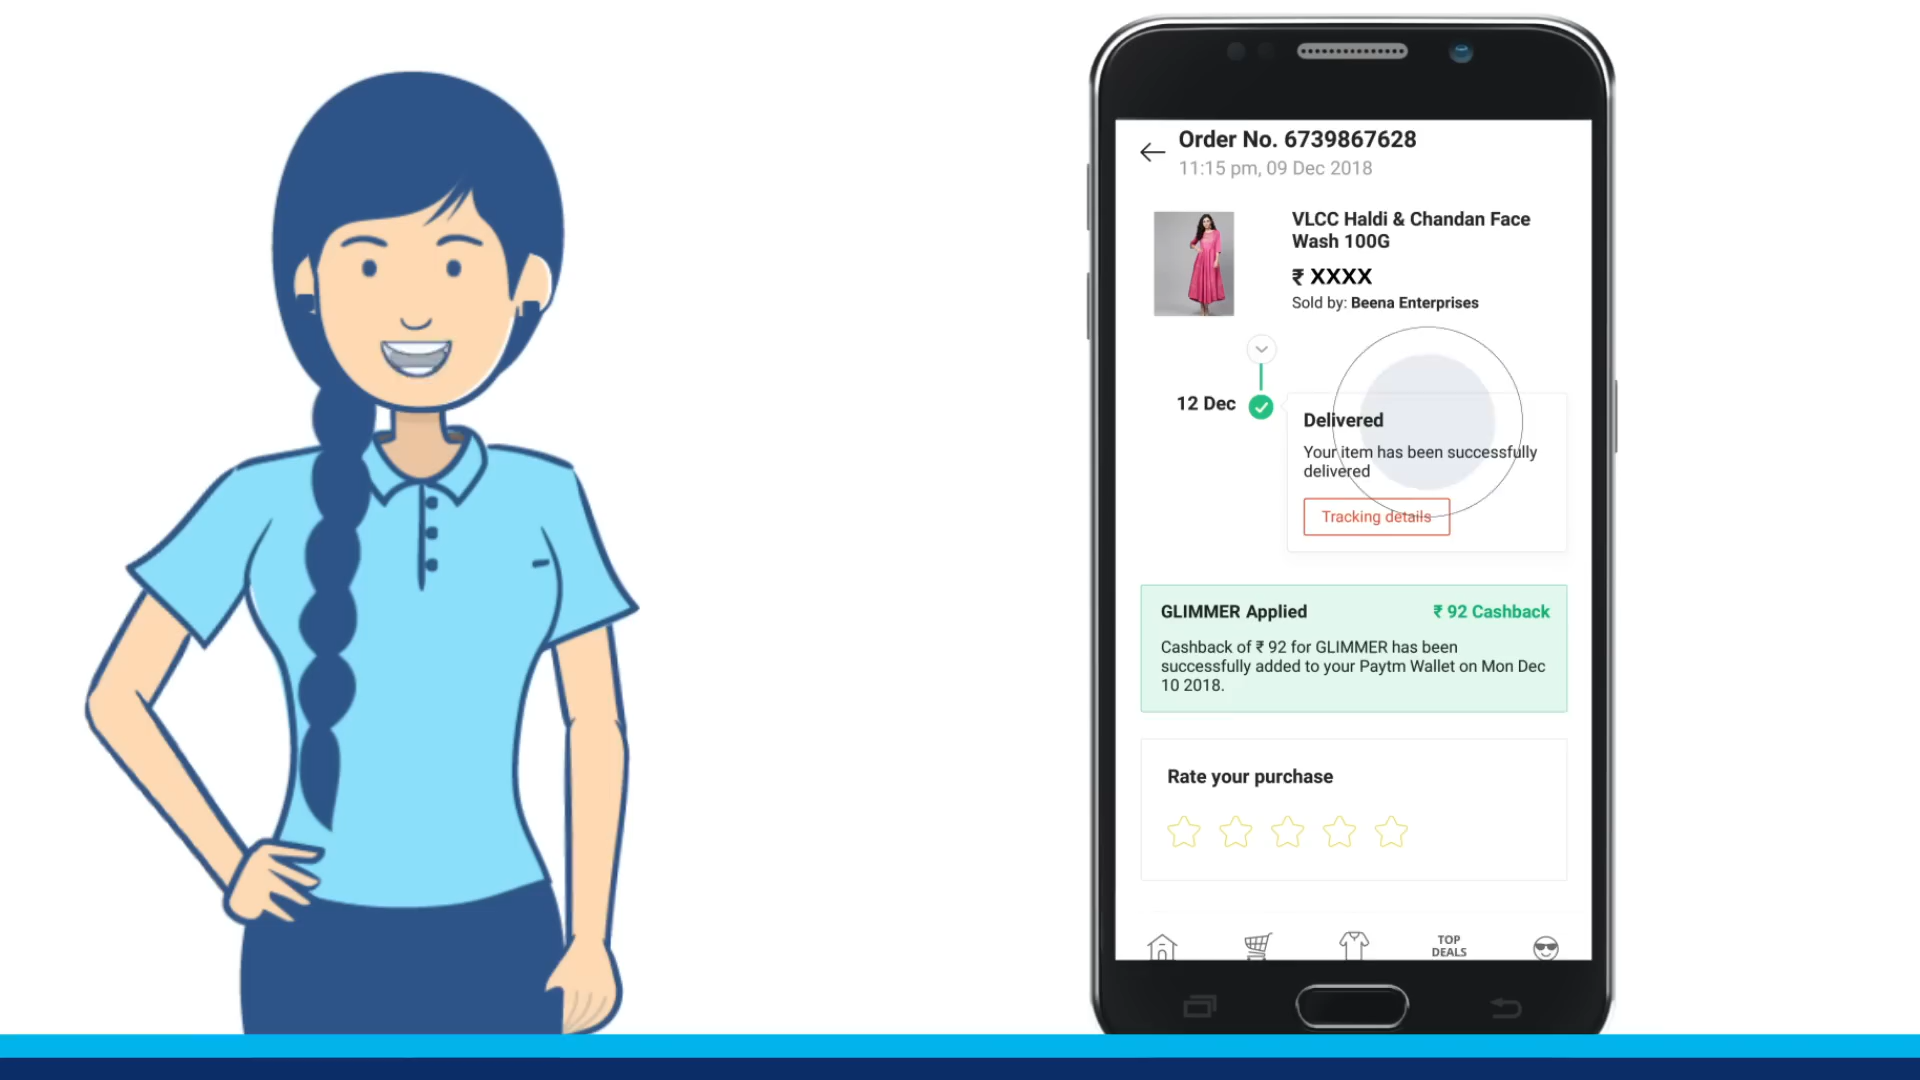 Order No. 6739867628
11:15 pm, 09 Dec 2018
VLCC Haldi & Chandan Face
Wash 100G
₹ XXXX
Sold by: Beena Enterprises
12 Dec
Delivered
Your item has been successfully
delivered
Tracking details
GLIMMER Applied
₹ 92 Cashback
Cashback of ₹ 92 for GLIMMER has been
successfully added to your Paytm Wallet on Mon Dec
10 2018.
Rate your purchase
TOP
DEALS